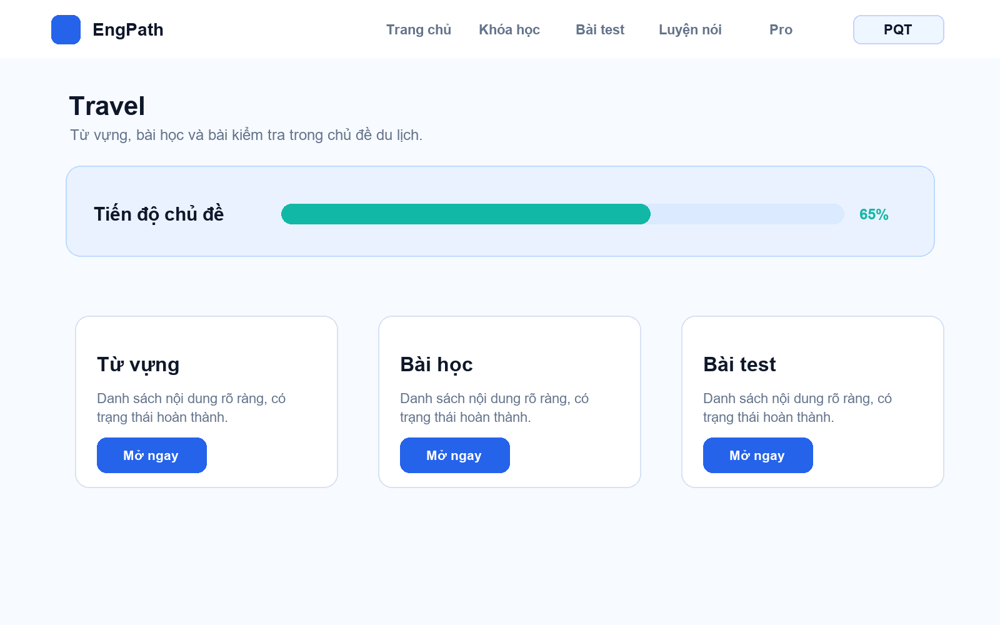 EngPath
Trang chủ
Khóa học
Bài test
Luyện nói
Pro
PQT
Travel
Từ vựng, bài học và bài kiểm tra trong chủ đề du lịch.
Tiến độ chủ đề
65%
Từ vựng
Danh sách nội dung rõ ràng, có
trạng thái hoàn thành.
Mở ngay
Bài học
Danh sách nội dung rõ ràng, có
trạng thái hoàn thành.
Mở ngay
Bài test
Danh sách nội dung rõ ràng, có
trạng thái hoàn thành.
Mở ngay